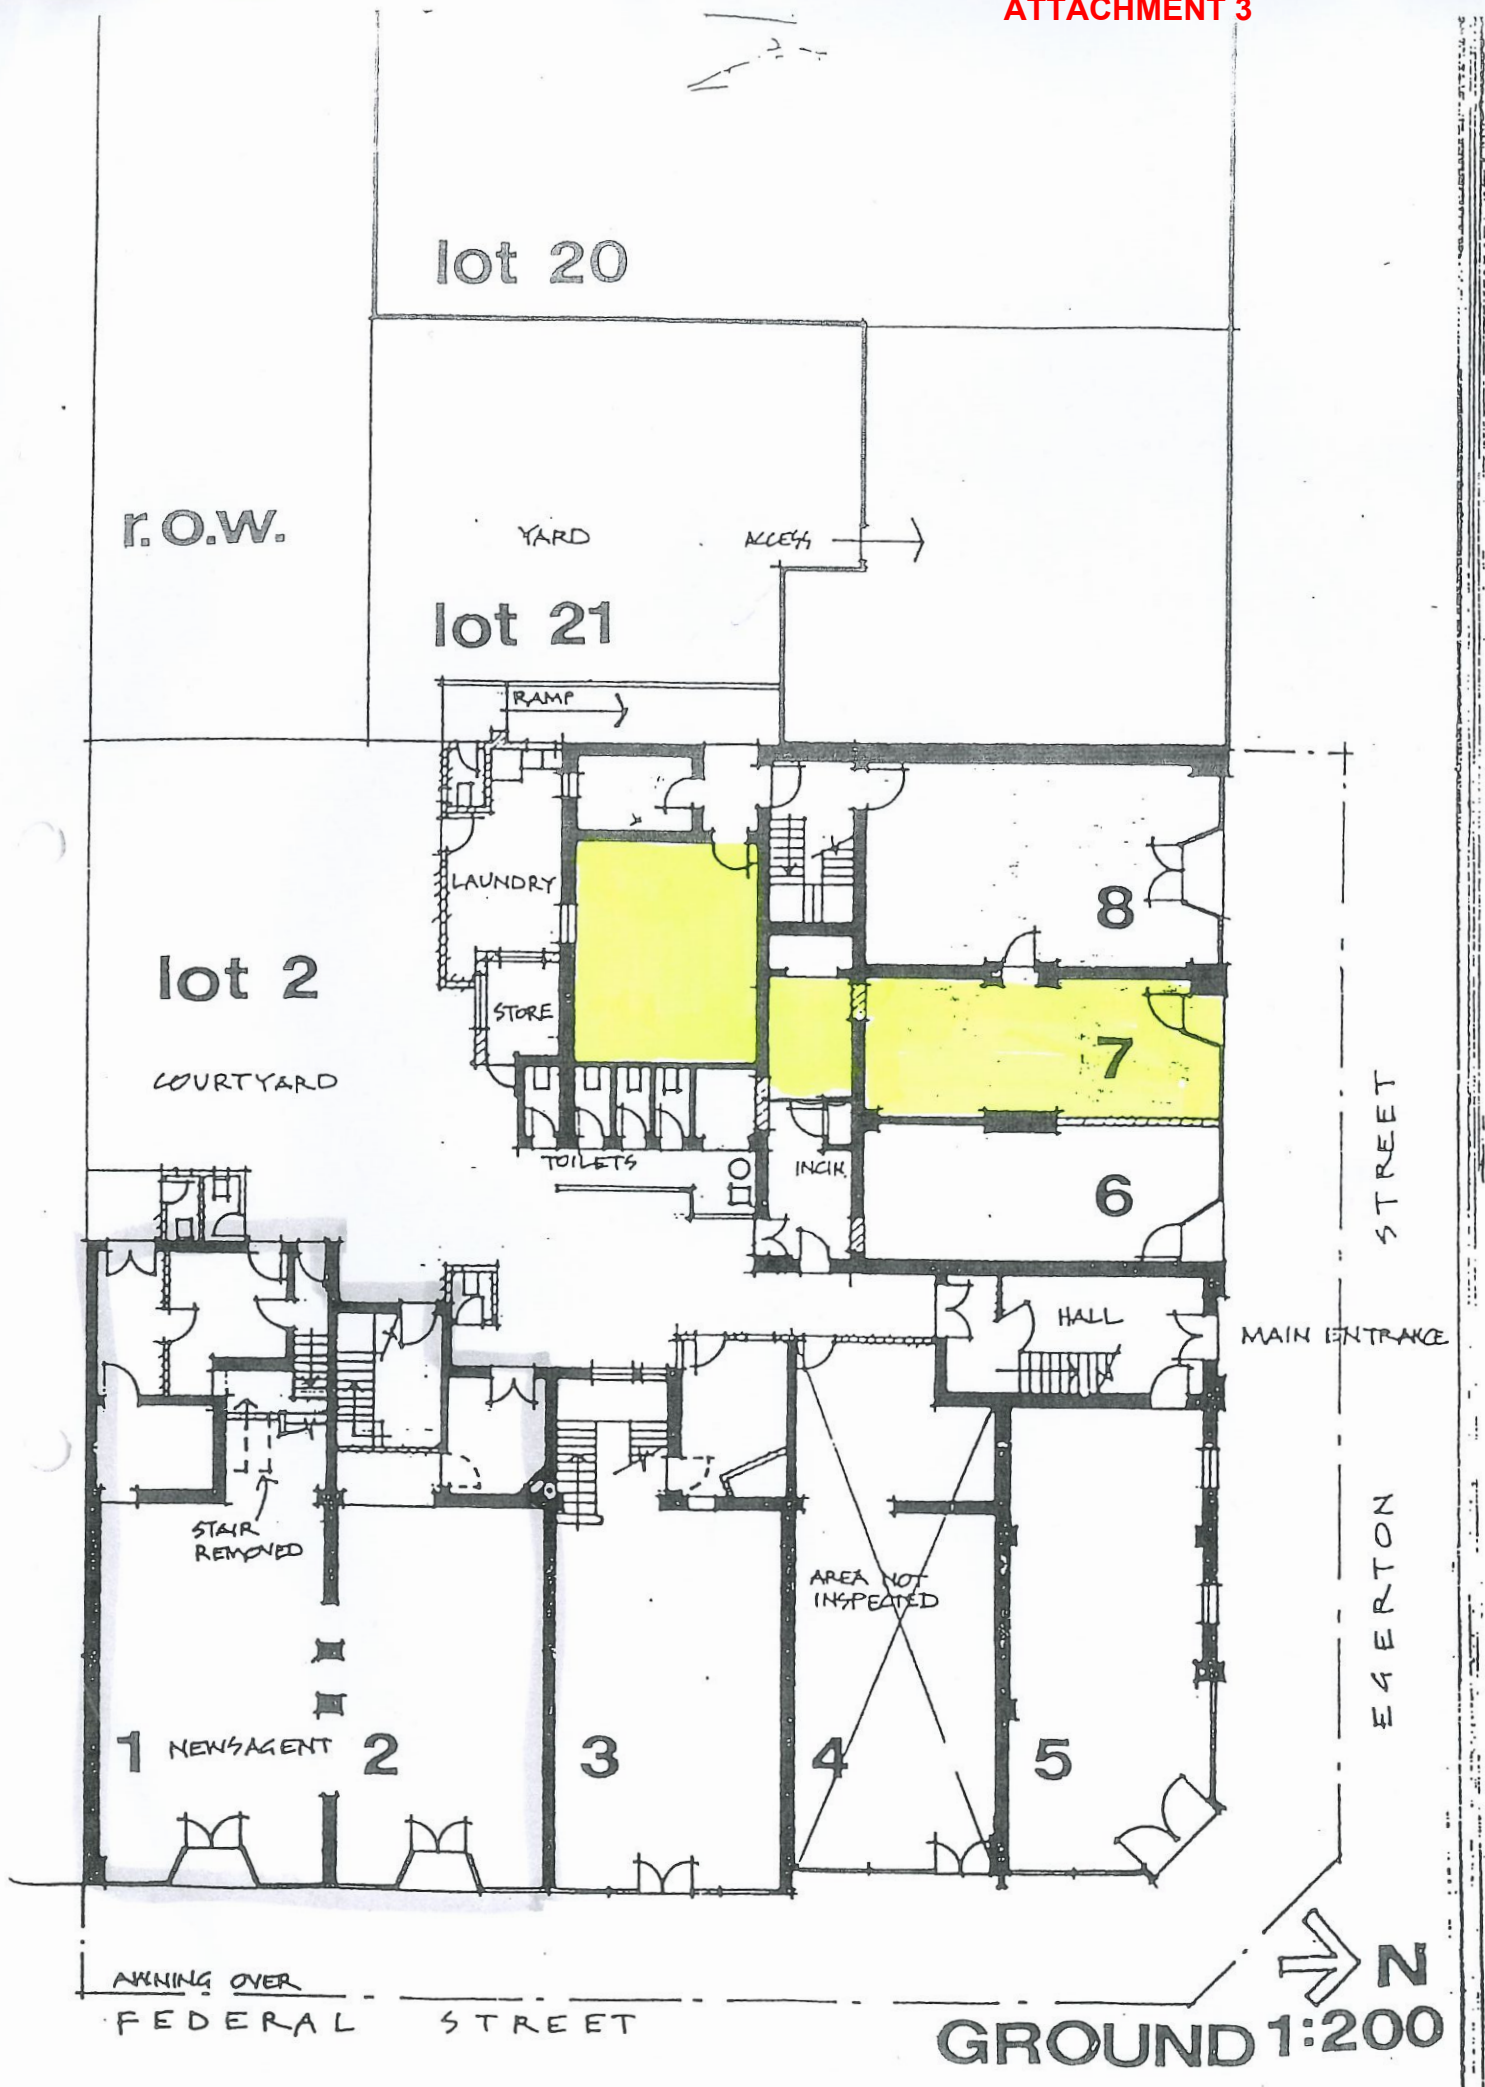 ATTACHMENT 3
lot 20
r.o.w.
YARD
ACCESS
lot 21
RAMP
LAUNDRY
8
lot 2
STORE
7
COURTYARD
TOILETS
INCIN.
6
STREET
HALL
MAIN ENTRANCE
STAIR
REMOVED
AREA NOT
INSPECTED
EGERTON
1 NEWSAGENT 2
3
4
5
AWNING OVER
FEDERAL STREET
N
GROUND 1:200